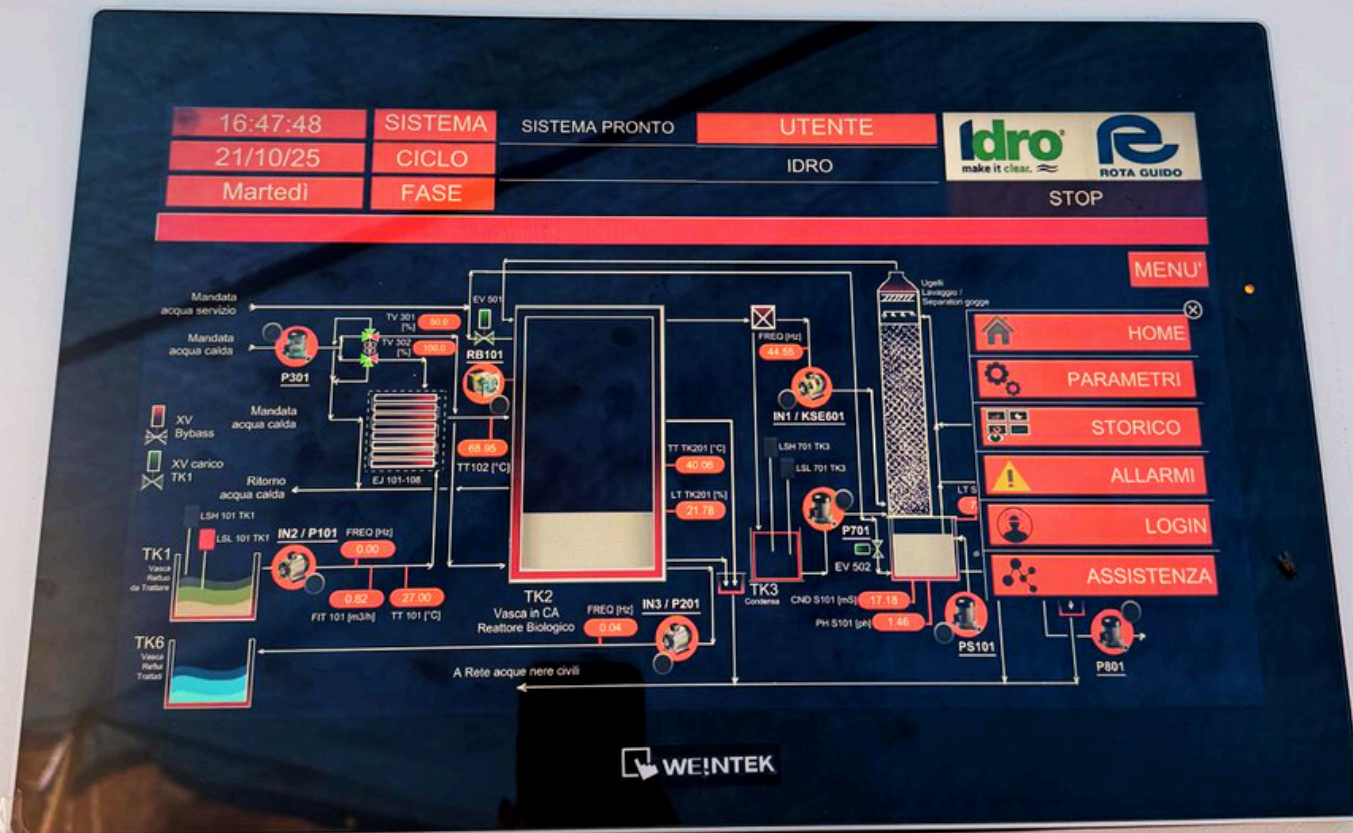 16:47:48
SISTEMA
SISTEMA PRONTO
UTENTE
21/10/25
CICLO
IDRO
Martedì
FASE
Idro
make it clear.
ROTA GUIDO
STOP
MENU'
HOME
PARAMETRI
STORICO
ALLARMI
LOGIN
ASSISTENZA
Mandata
acqua servizio
Mandata
acqua calda
P301
TV 301
[%]
50.0
TV 302
[%]
100.0
EV 501
RB101
Mandata
acqua calda
68.95
TT102 [°C]
EJ 101-108
Ritorno
acqua calda
XV
Bypass
XV carico
TK1
LSH 101 TK1
LSL 101 TK1
TK1
Vasca
Refluo
da Trattare
IN2 / P101
FREQ [Hz]
0.00
0.82
FIT 101 [m3/h]
27.00
TT 101 [°C]
TK6
Vasca
Reflui
Trattati
TK2
Vasca in CA
Reattore Biologico
TT TK201 [°C]
40.06
LT TK201 [%]
21.78
FREQ [Hz]
0.04
IN3 / P201
A Rete acque nere civili
FREQ [Hz]
44.55
IN1 / KSE601
LSH 701 TK3
LSL 701 TK3
TK3
Condensa
P701
EV 502
Ugelli
Lavaggio /
Separatori gogge
LT S
CND S101 [mS]
17.18
PH S101 [ph]
1.46
PS101
P801
WEINTEK